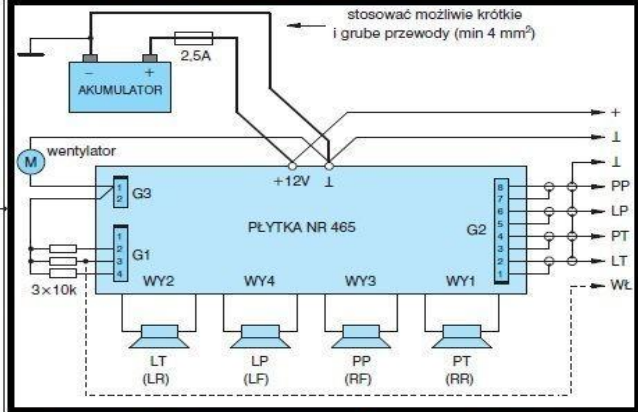 stosować możliwie krótkie
i grube przewody (min 4 mm²)
2,5A
− +
AKUMULATOR
+
⊥
⊥
wentylator
M
+12V ⊥
1
2
G3
PŁYTKA NR 465
G2
8
7
6
5
4
3
2
1
PP
LP
PT
LT
WŁ
1
2
3
4
G1
3×10k
WY2 WY4 WY3 WY1
LT LP PP PT
(LR) (LF) (RF) (RR)